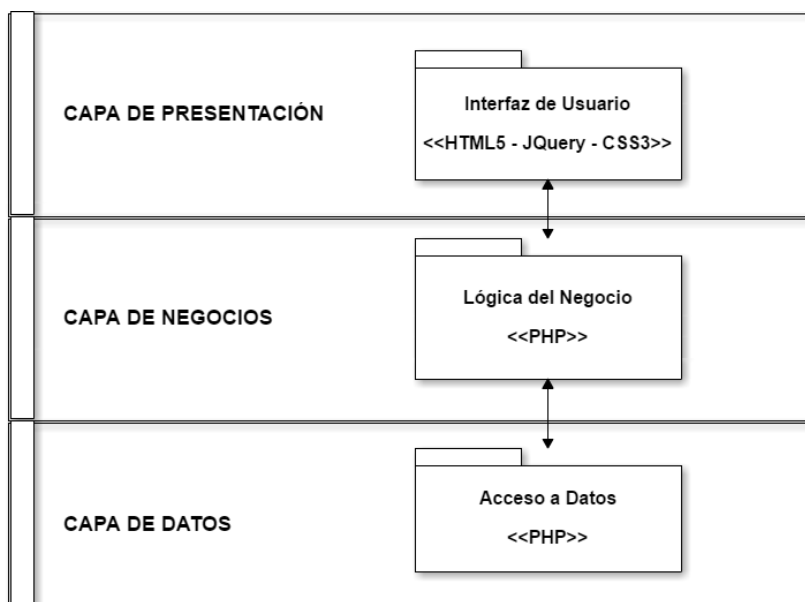 CAPA DE PRESENTACIÓN
Interfaz de Usuario
<<HTML5 - JQuery - CSS3>>
CAPA DE NEGOCIOS
Lógica del Negocio
<<PHP>>
CAPA DE DATOS
Acceso a Datos
<<PHP>>